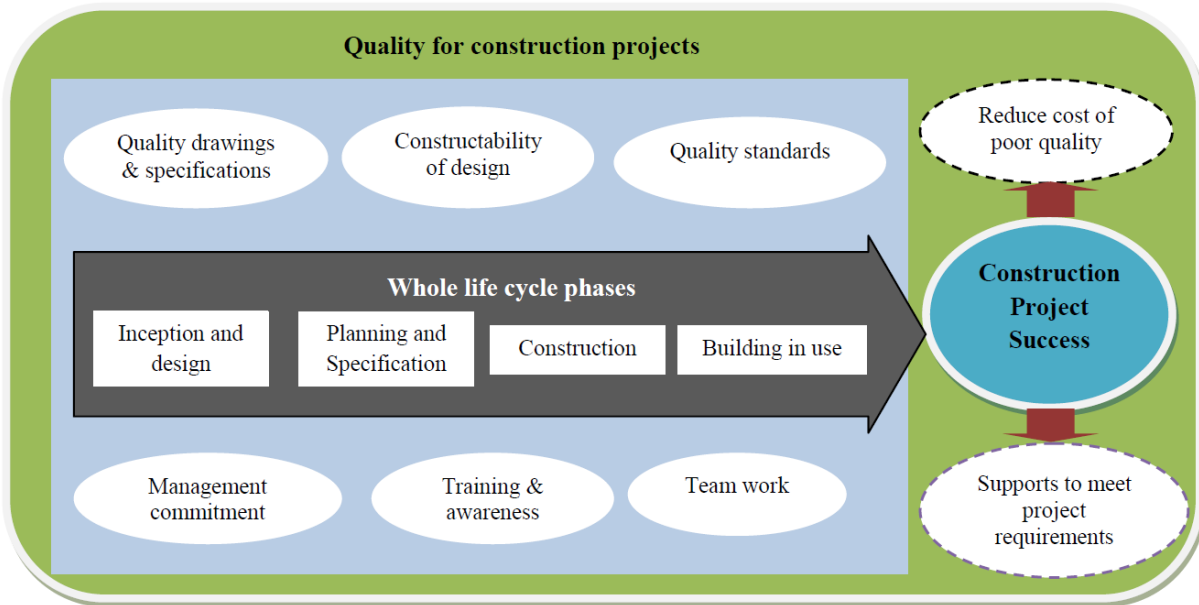 Quality for construction projects
Quality drawings
& specifications
Constructability
of design
Quality standards
Reduce cost of
poor quality
Whole life cycle phases
Inception and
design
Planning and
Specification
Construction
Building in use
Construction
Project
Success
Management
commitment
Training &
awareness
Team work
Supports to meet
project
requirements